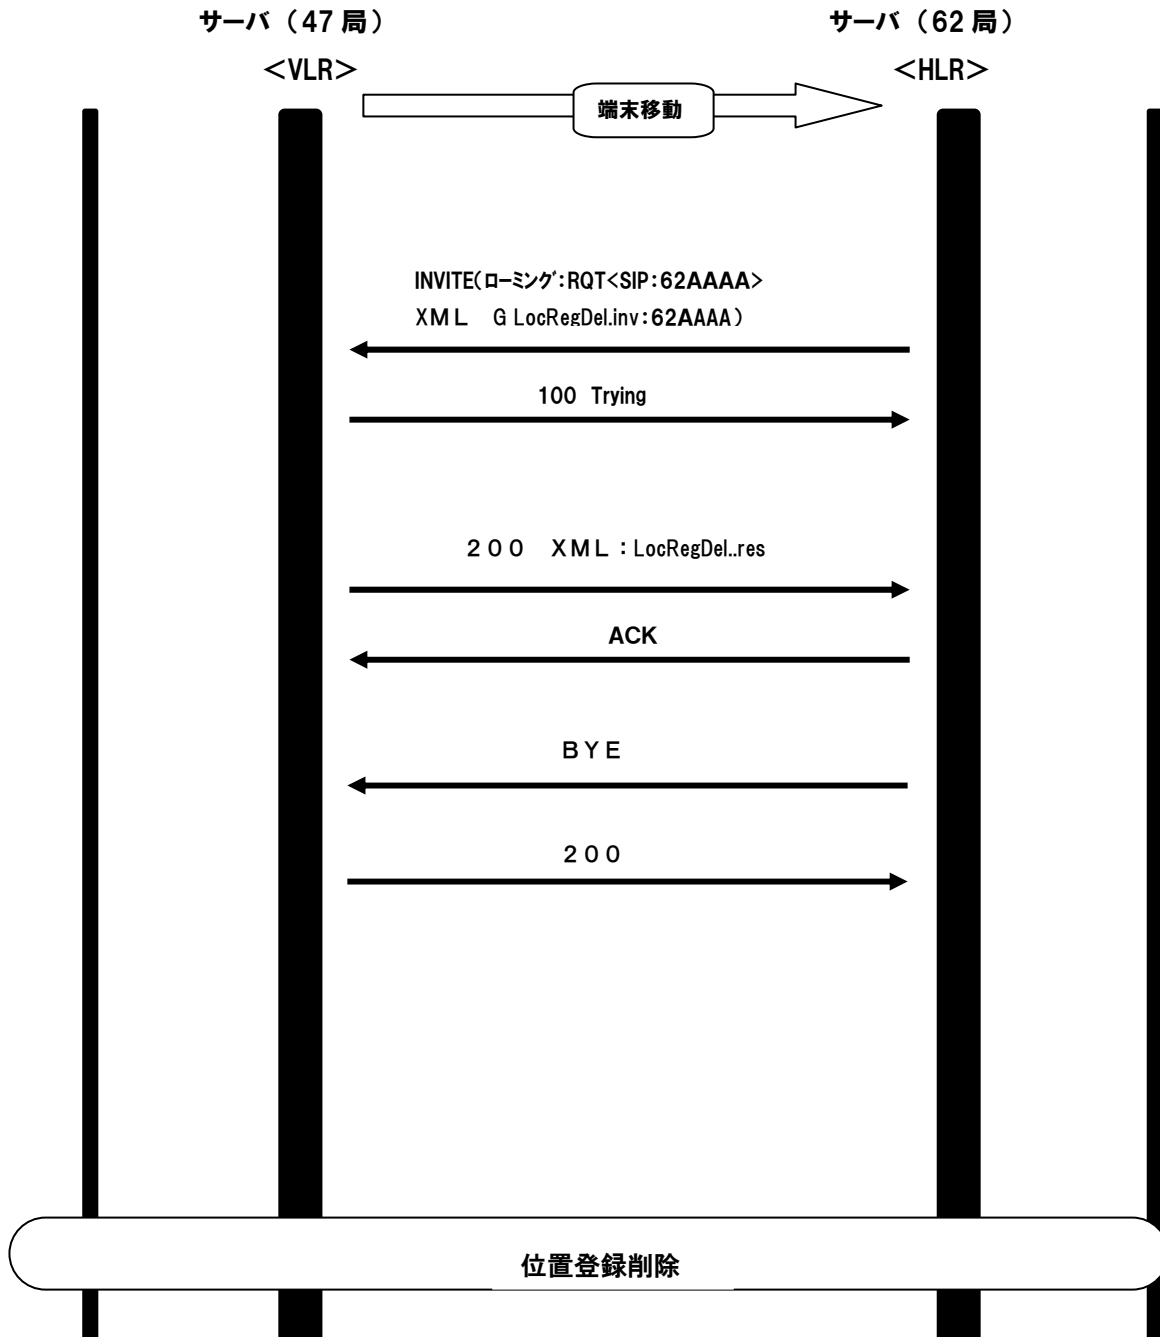 サーバ（47局）
サーバ（62局）
＜VLR＞
＜HLR＞
端末移動
INVITE(ﾛｰﾐﾝｸﾞ:RQT<SIP:62AAAA>
XML　G LocRegDel.inv:62AAAA）
100 Trying
２００　XML：LocRegDel..res
ACK
ＢＹＥ
２００
位置登録削除